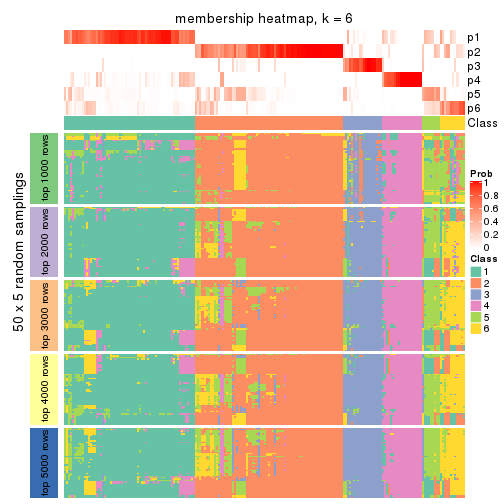 membership heatmap, k = 6
p1
p2
p3
p4
p5
p6
Class
50 x 5 random samplings
top 1000 rows
top 2000 rows
top 3000 rows
top 4000 rows
top 5000 rows
Prob
1
0.8
0.6
0.4
0.2
0
Class
1
2
3
4
5
6